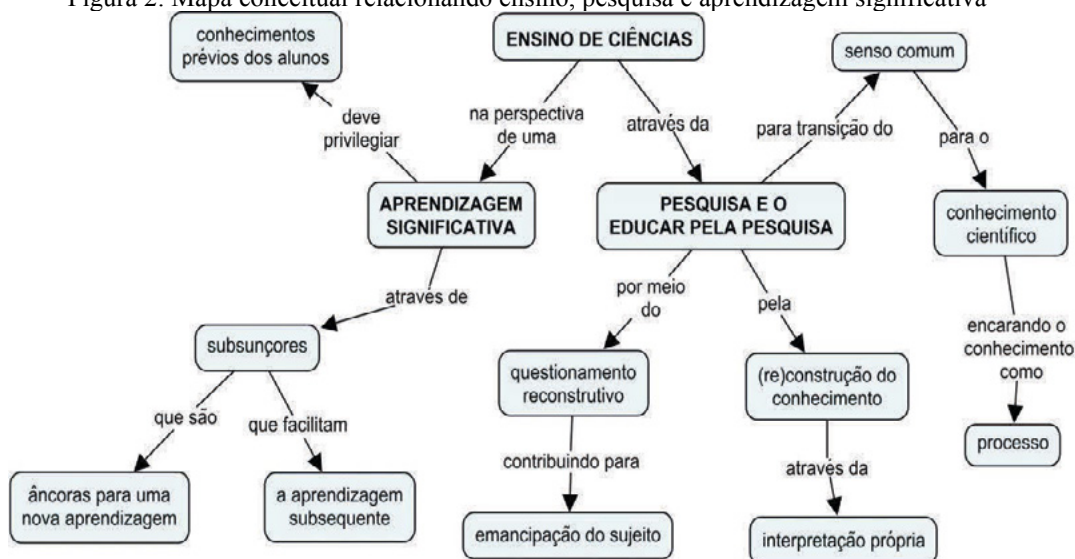 Figura 2: Mapa conceitual relacionando ensino, pesquisa e aprendizagem significativa
conhecimentos
prévios dos alunos
ENSINO DE CIÊNCIAS
senso comum
deve
privilegiar
na perspectiva
de uma
através da
para transição do
para o
APRENDIZAGEM
SIGNIFICATIVA
PESQUISA E O
EDUCAR PELA PESQUISA
conhecimento
científico
através de
por meio
do
pela
encarando o
conhecimento
como
subsunçores
questionamento
reconstrutivo
(re)construção do
conhecimento
processo
que são
que facilitam
contribuindo para
através da
âncoras para uma
nova aprendizagem
a aprendizagem
subsequente
emancipação do sujeito
interpretação própria